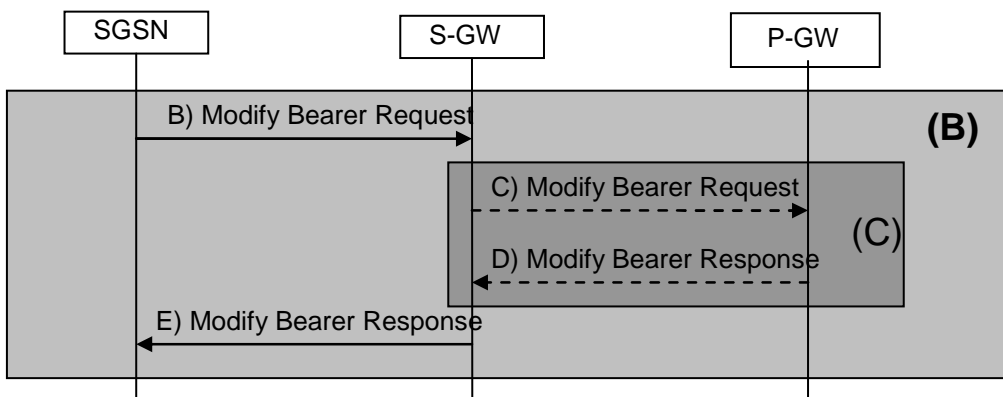 SGSN
S-GW
P-GW
B) Modify Bearer Request
(B)
C) Modify Bearer Request
(C)
D) Modify Bearer Response
E) Modify Bearer Response